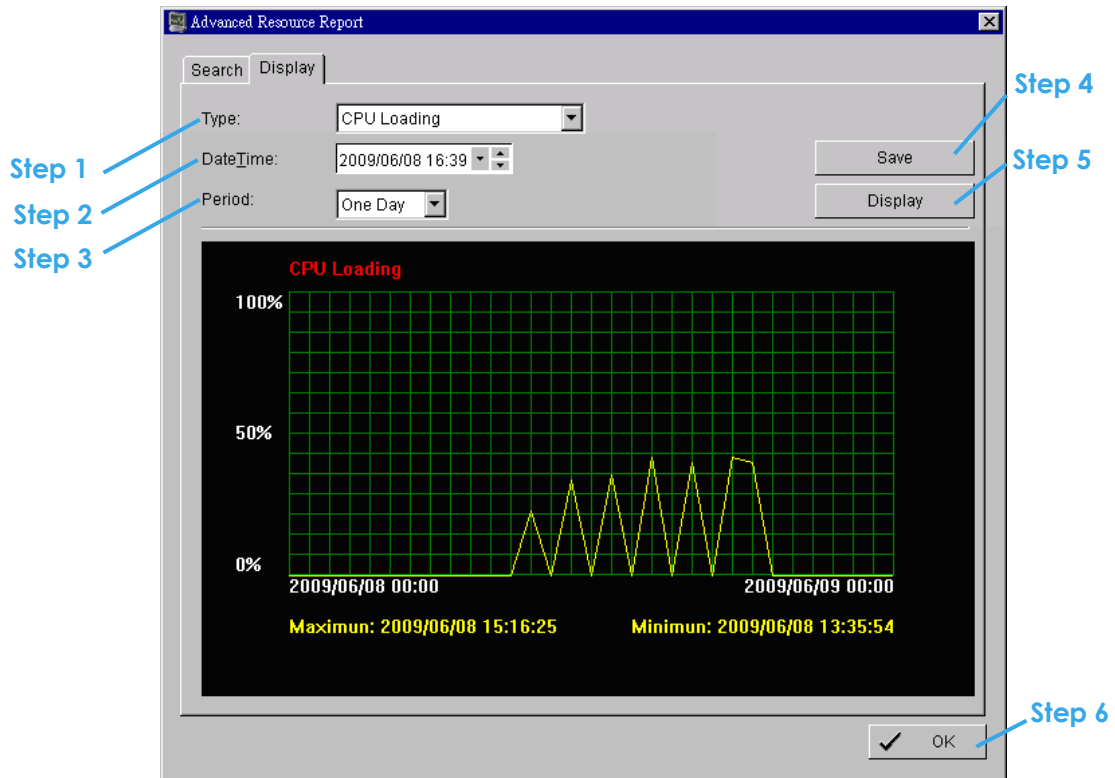 Advanced Resource Report
Search Display
Step 4
Type: CPU Loading
Step 1
DateTime: 2009/06/08 16:39
Save
Step 5
Step 2
Period: One Day
Display
Step 3
CPU Loading
100%
50%
0%
2009/06/08 00:00 2009/06/09 00:00
Maximun: 2009/06/08 15:16:25 Minimun: 2009/06/08 13:35:54
Step 6
OK